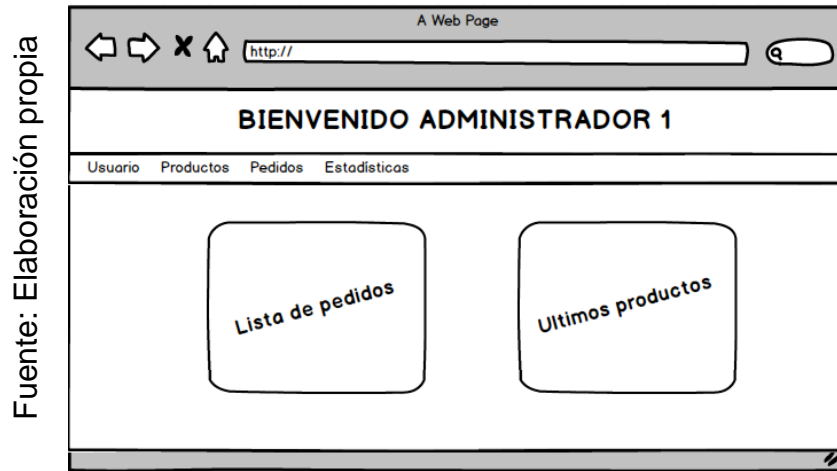 Fuente: Elaboración propia
A Web Page
http://
BIENVENIDO ADMINISTRADOR 1
Usuario Productos Pedidos Estadísticas
Lista de pedidos
Ultimos productos